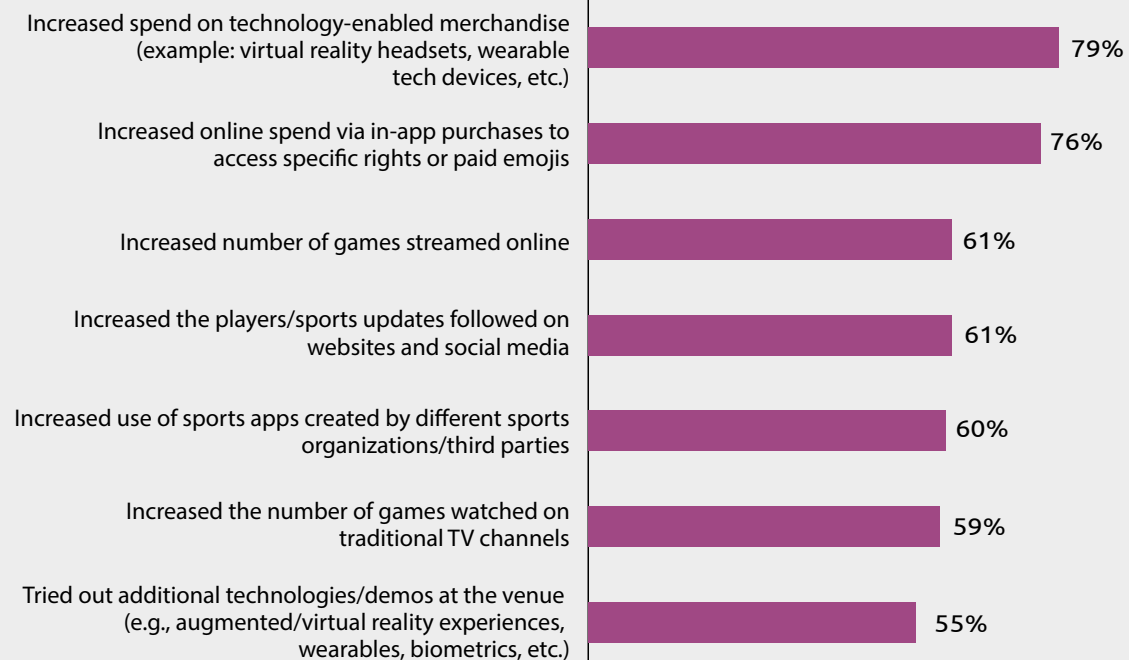 Increased spend on technology-enabled merchandise
(example: virtual reality headsets, wearable
tech devices, etc.)
79%
Increased online spend via in-app purchases to
access specific rights or paid emojis
76%
Increased number of games streamed online
61%
Increased the players/sports updates followed on
websites and social media
61%
Increased use of sports apps created by different sports
organizations/third parties
60%
Increased the number of games watched on
traditional TV channels
59%
Tried out additional technologies/demos at the venue
(e.g., augmented/virtual reality experiences,
wearables, biometrics, etc.)
55%